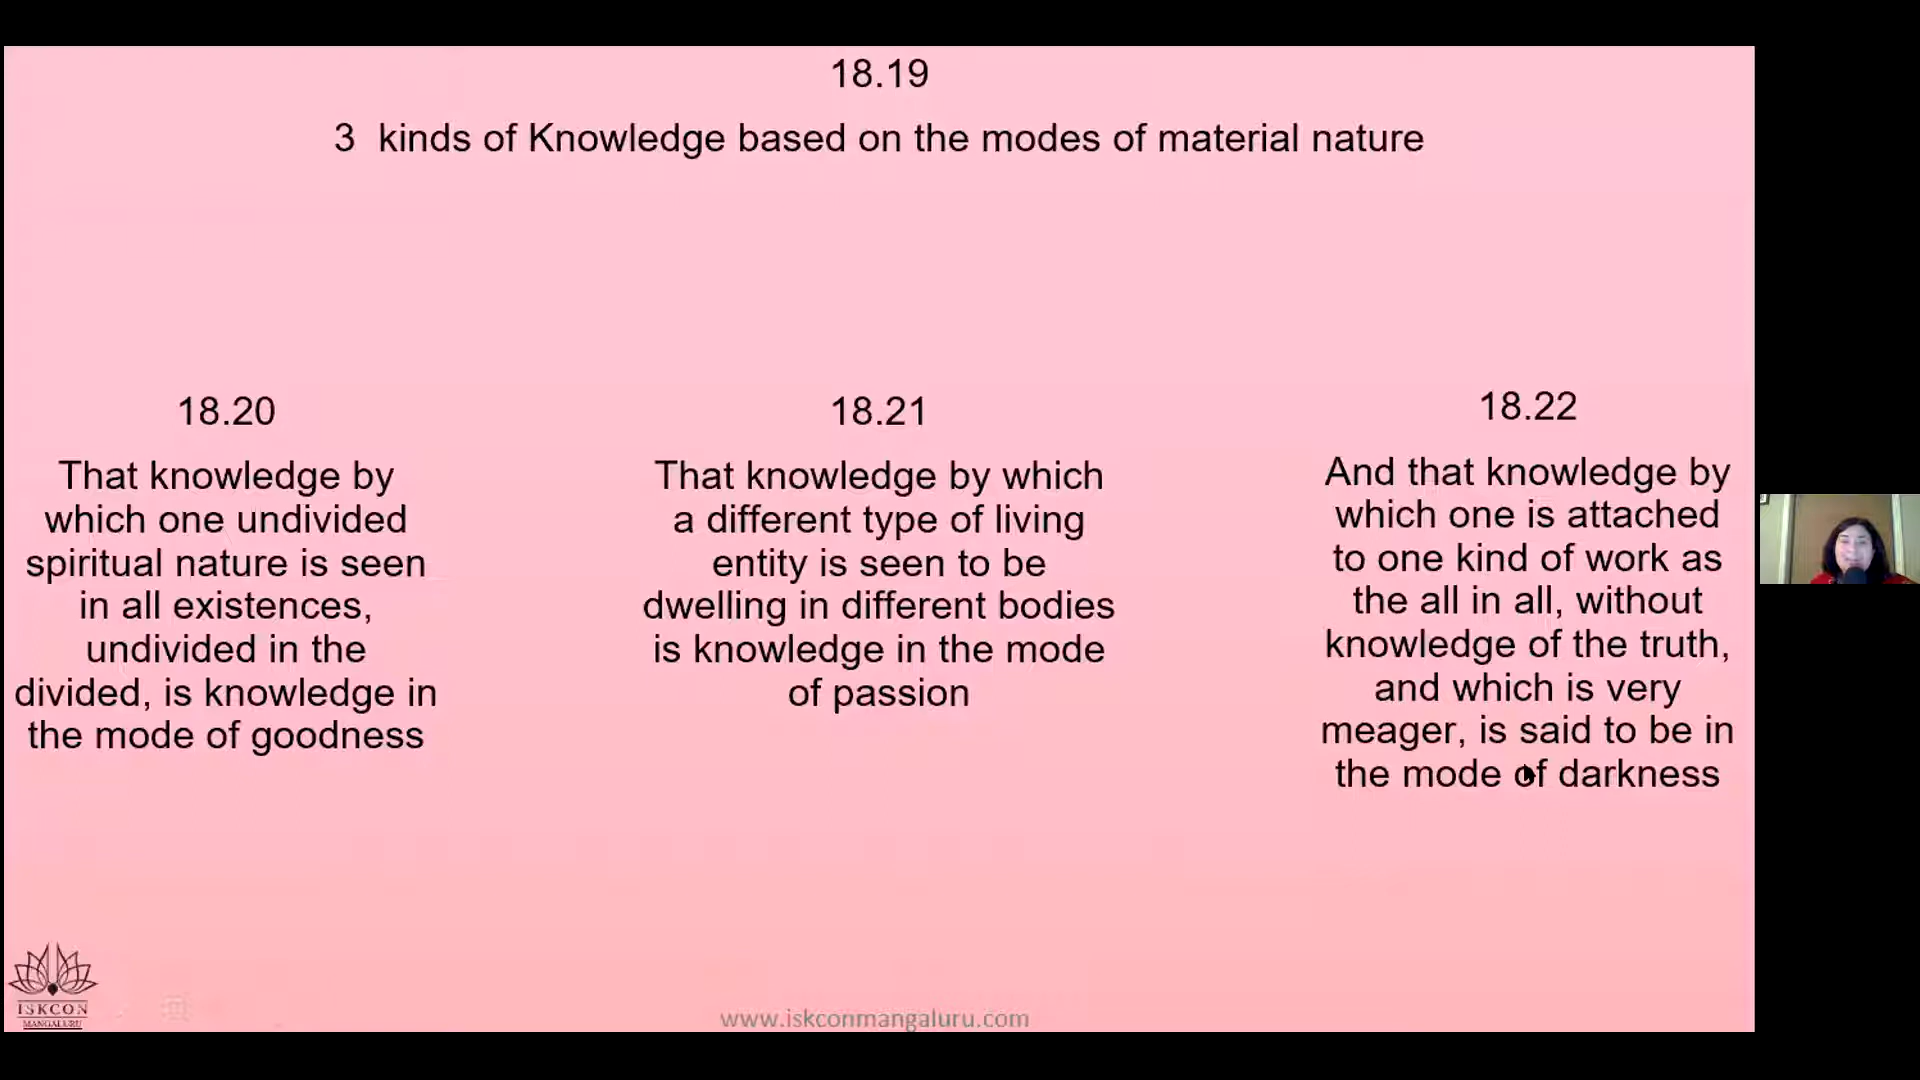 18.19
3 kinds of Knowledge based on the modes of material nature
18.20
That knowledge by
which one undivided
spiritual nature is seen
in all existences,
undivided in the
divided, is knowledge in
the mode of goodness
18.21
That knowledge by which
a different type of living
entity is seen to be
dwelling in different bodies
is knowledge in the mode
of passion
18.22
And that knowledge by
which one is attached
to one kind of work as
the all in all, without
knowledge of the truth,
and which is very
meager, is said to be in
the mode of darkness
ISKCON
MANGALURU
www.iskconmangaluru.com